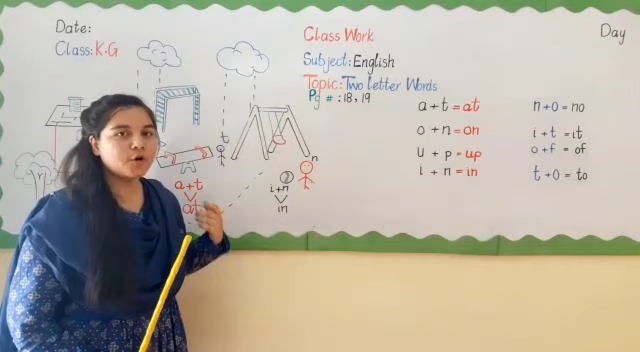 Date:
Class: K.G
Class Work
Day
Subject: English
Topic: Two Letter Words
Pg # : 18, 19
a + t = at
o + n = on
u + p = up
i + n = in
n + o = no
i + t = it
o + f = of
t + o = to
t
n
a + t
at
i + n
in